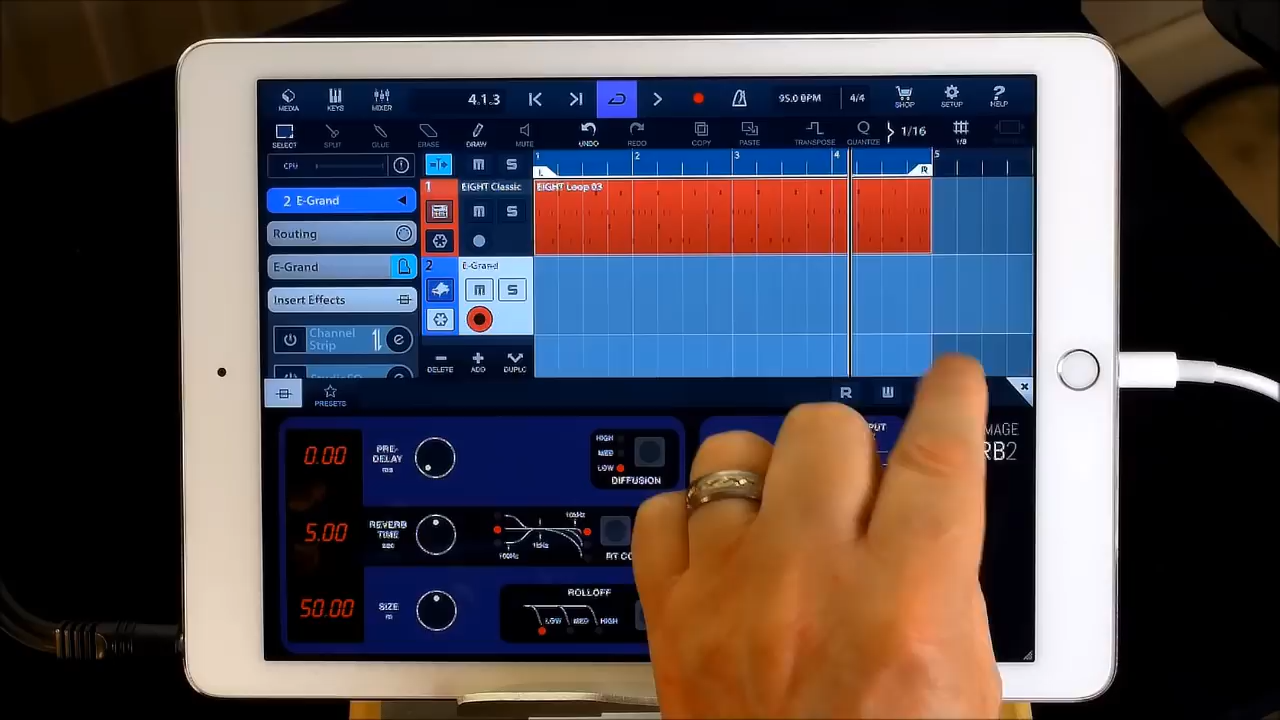 4.1.3
95.0 BPM
4/4
MEDIA KEYS MIXER
SHOP SETUP HELP
1/16
SELECT SPLIT GLUE ERASE DRAW MUTE UNDO REDO COPY PASTE TRANSPOSE QUANTIZE 1/8
CPU
M S
1 2 3 4 5
L R
2 E-Grand
1 EIGHT Classic
EIGHT Loop 03
M S
Routing
E-Grand
2 E-Grand
M S
Insert Effects
Channel
Strip
DELETE ADD DUPLC
PRESETS
R W
0.00
PRE-
DELAY
ms
HIGH
MED
LOW
DIFFUSION
5.00
REVERB
TIME
sec
50.00
SIZE
m
ROLLOFF
LOW MED HIGH